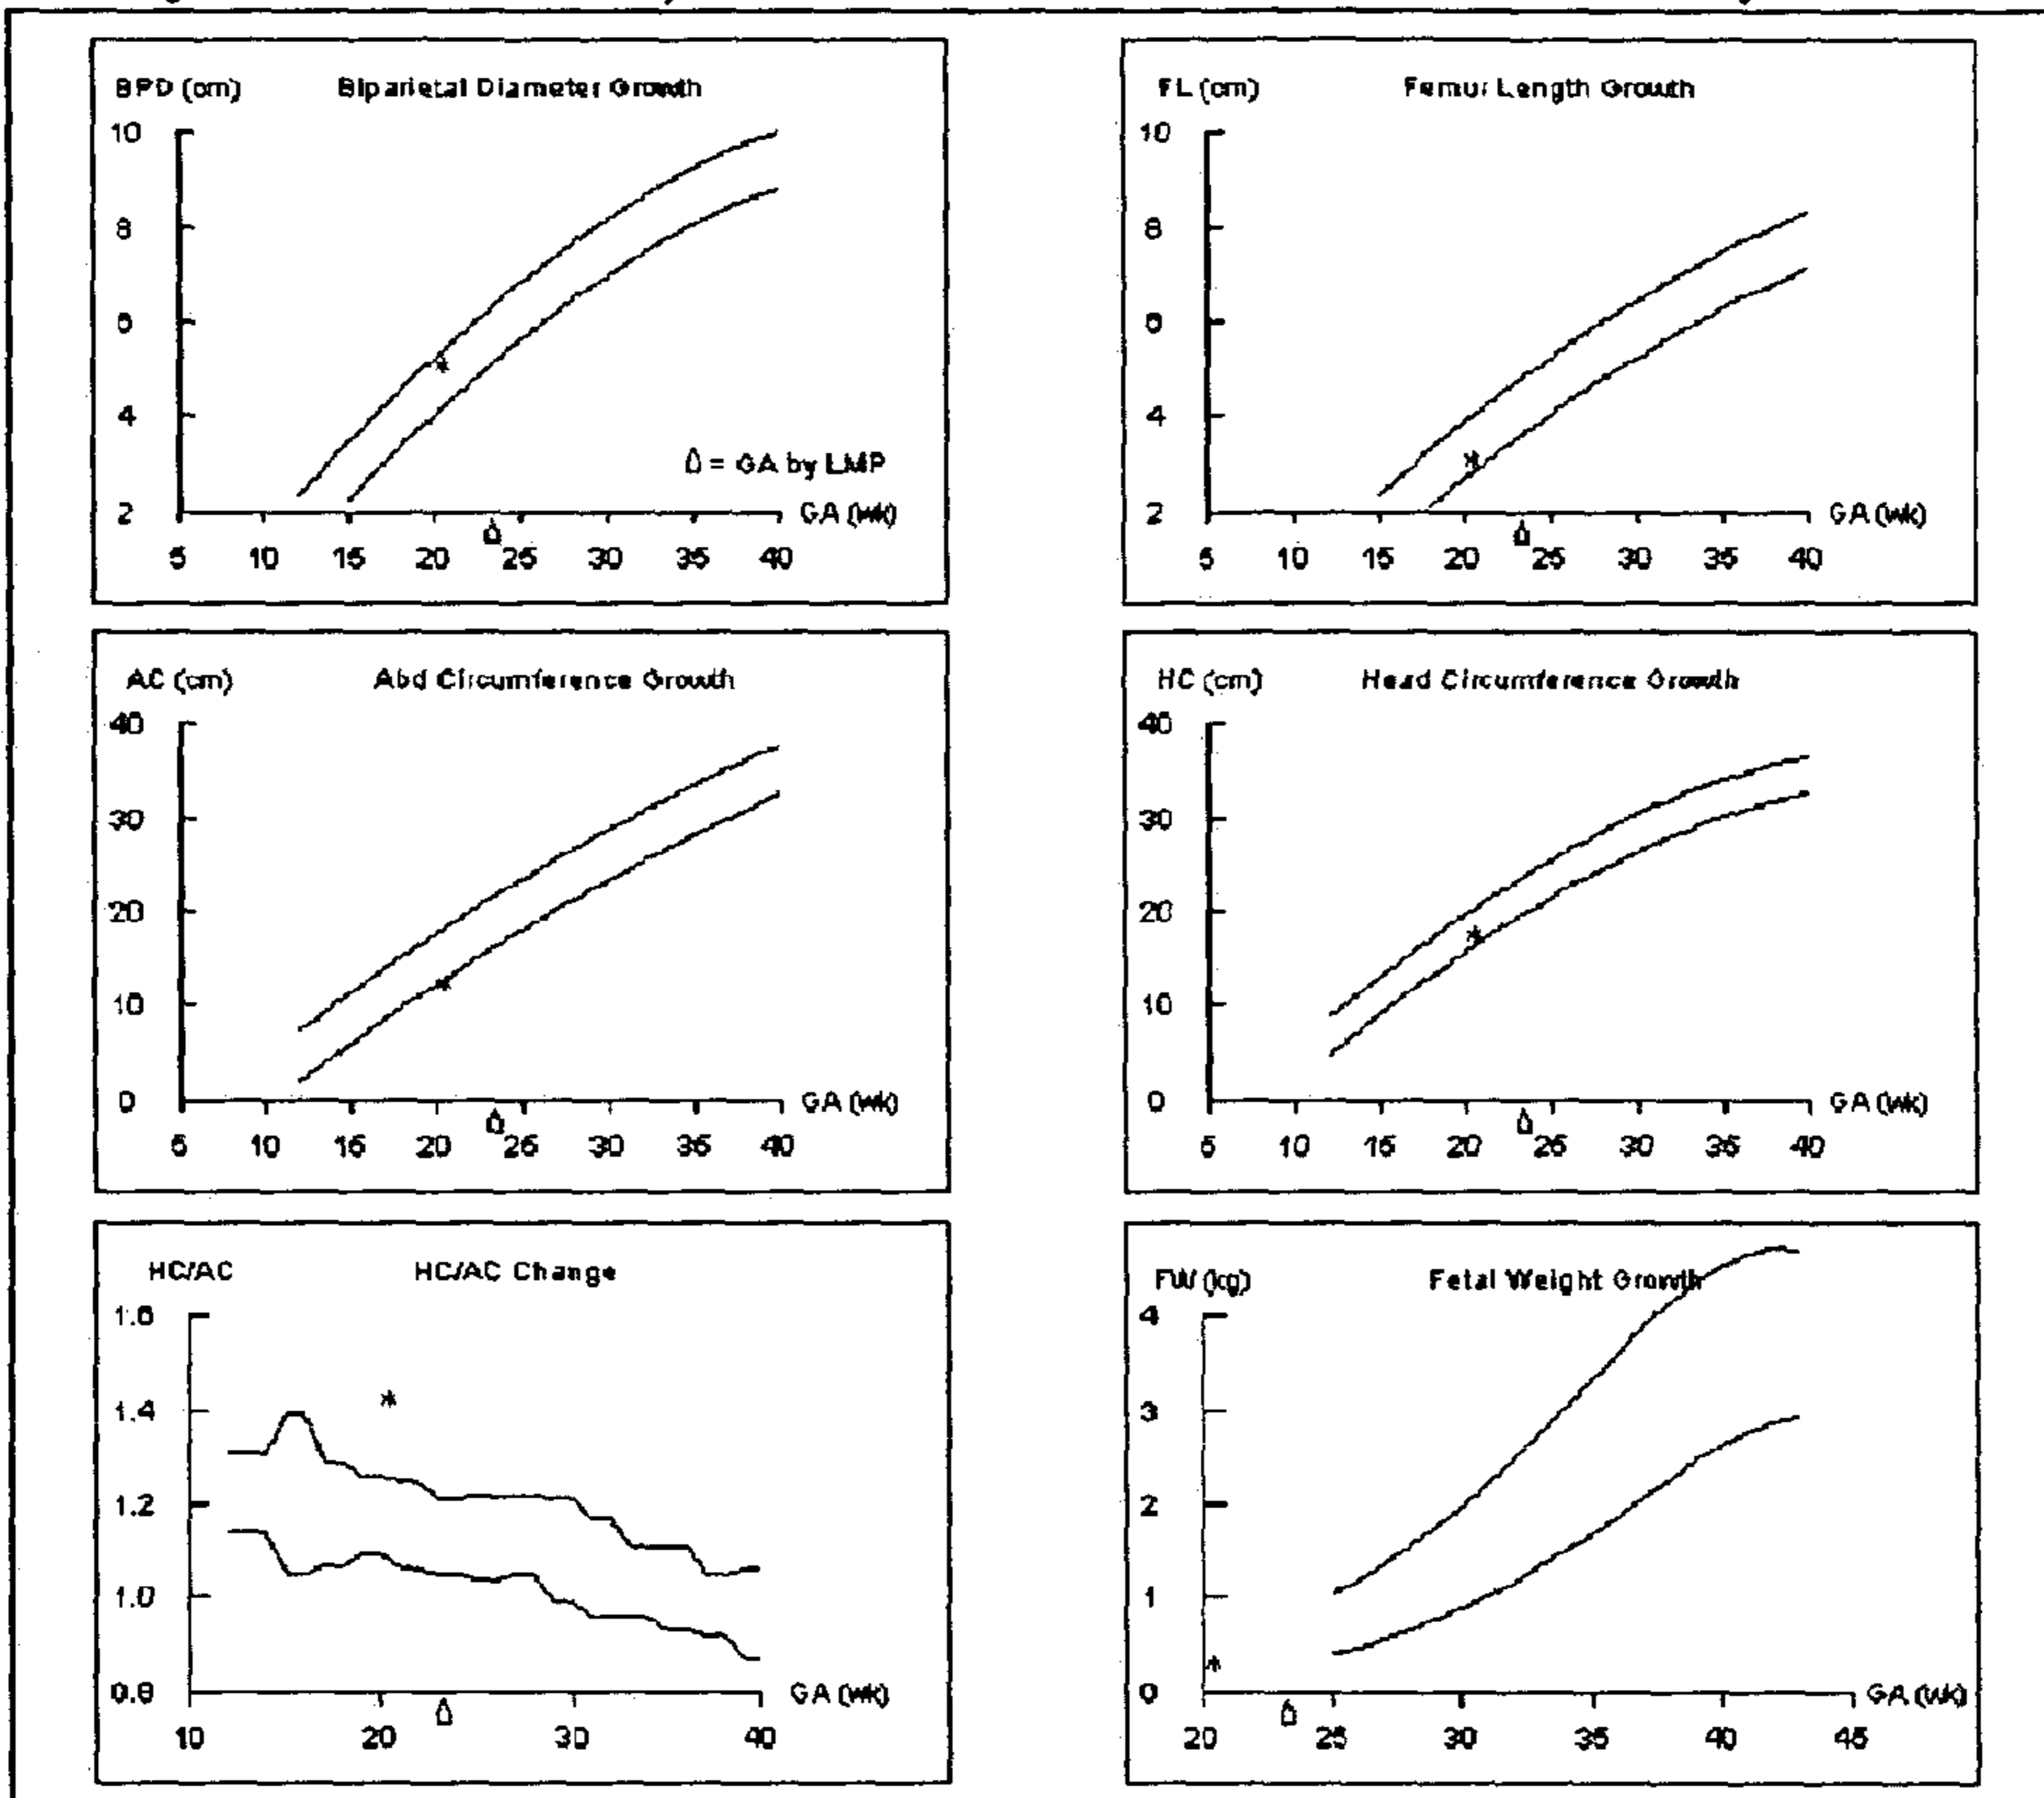 BPD (cm) Biparietal Diameter Growth
10
8
6
4
2
= GA by LMP
GA (wk)
5 10 15 20 25 30 35 40
FL (cm) Femur Length Growth
10
8
6
4
2
GA (wk)
5 10 15 20 25 30 35 40
AC (cm) Abd Circumference Growth
40
30
20
10
0
GA (wk)
5 10 15 20 25 30 35 40
HC (cm) Head Circumference Growth
40
30
20
10
0
GA (wk)
5 10 15 20 25 30 35 40
HC/AC HC/AC Change
1.6
1.4
1.2
1.0
0.8
GA (wk)
10 20 30 40
FW (kg) Fetal Weight Growth
4
3
2
1
0
GA (wk)
20 25 30 35 40 45